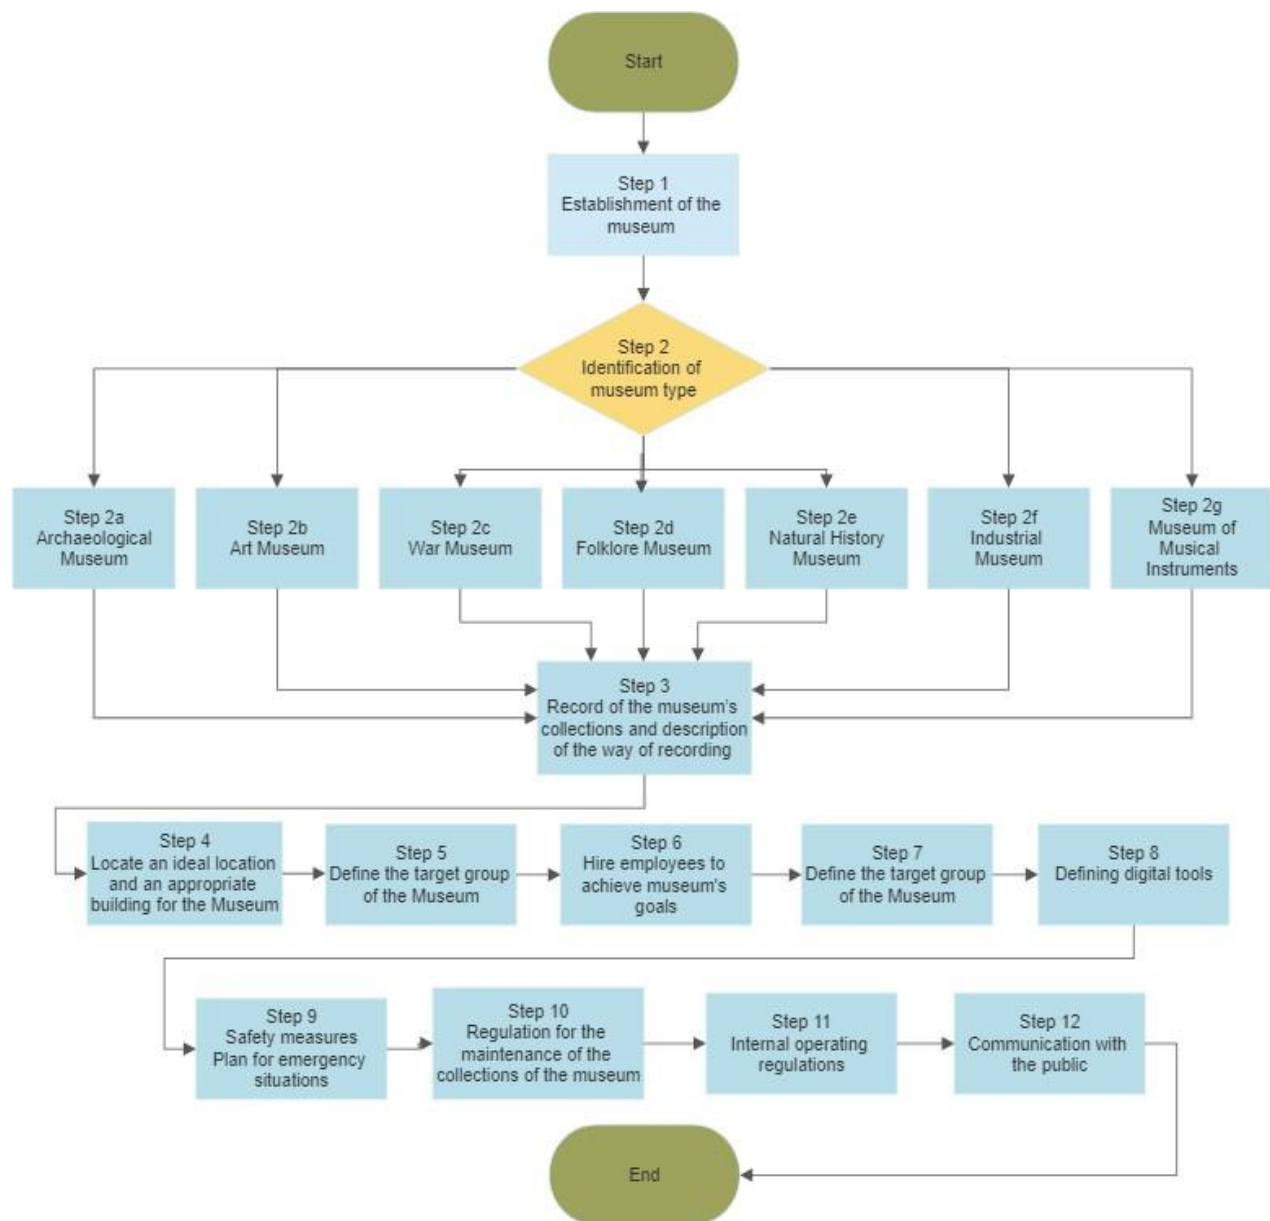 Start
Step 1
Establishment of the
museum
Step 2
Identification of
museum type
Step 2a
Archaeological
Museum
Step 2b
Art Museum
Step 2c
War Museum
Step 2d
Folklore Museum
Step 2e
Natural History
Museum
Step 2f
Industrial
Museum
Step 2g
Museum of
Musical
Instruments
Step 3
Record of the museum's
collections and description
of the way of recording
Step 4
Locate an ideal location
and an appropriate
building for the Museum
Step 5
Define the target group
of the Museum
Step 6
Hire employees to
achieve museum's
goals
Step 7
Define the target group
of the Museum
Step 8
Defining digital tools
Step 9
Safety measures
Plan for emergency
situations
Step 10
Regulation for the
maintenance of the
collections of the museum
Step 11
Internal operating
regulations
Step 12
Communication with
the public
End